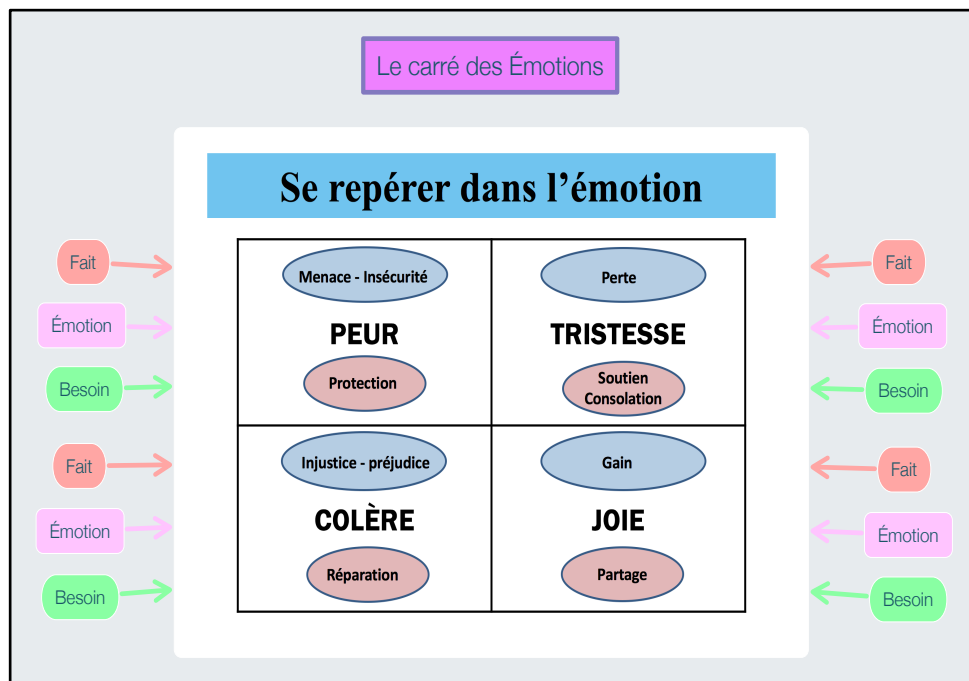 Le carré des Émotions
Se repérer dans l’émotion
Fait
Menace - Insécurité
Perte
Fait
Émotion
PEUR
TRISTESSE
Émotion
Besoin
Protection
Soutien
Consolation
Besoin
Fait
Injustice - préjudice
Gain
Fait
Émotion
COLÈRE
JOIE
Émotion
Besoin
Réparation
Partage
Besoin